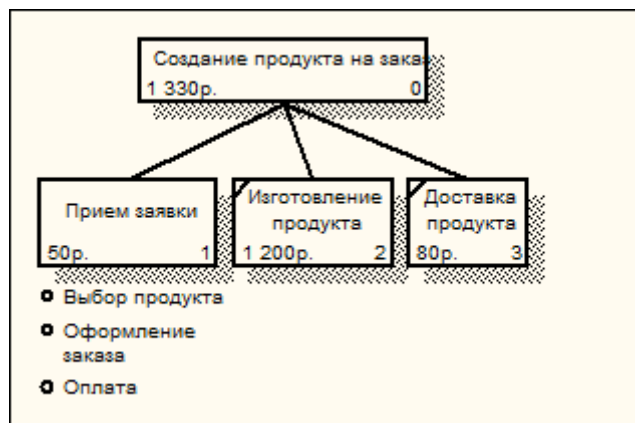 Создание продукта на зака
1 330р. 0
Прием заявки
50р. 1
Изготовление
продукта
1 200р. 2
Доставка
продукта
80р. 3
Выбор продукта
Оформление
заказа
Оплата